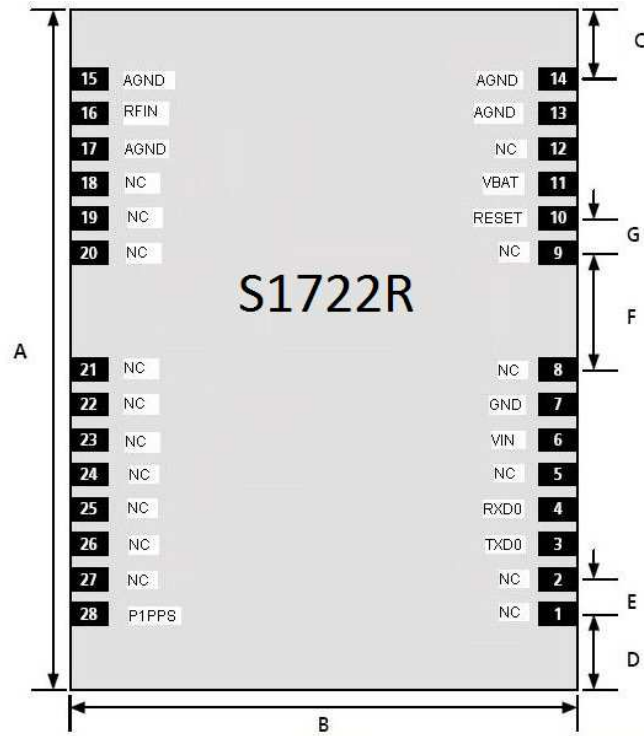 C
15 AGND AGND 14
16 RFIN AGND 13
17 AGND NC 12
18 NC VBAT 11
19 NC RESET 10
G
20 NC NC 9
S1722R
F
A
21 NC NC 8
22 NC GND 7
23 NC VIN 6
24 NC NC 5
25 NC RXD0 4
26 NC TXD0 3
27 NC NC 2
E
28 P1PPS NC 1
D
B